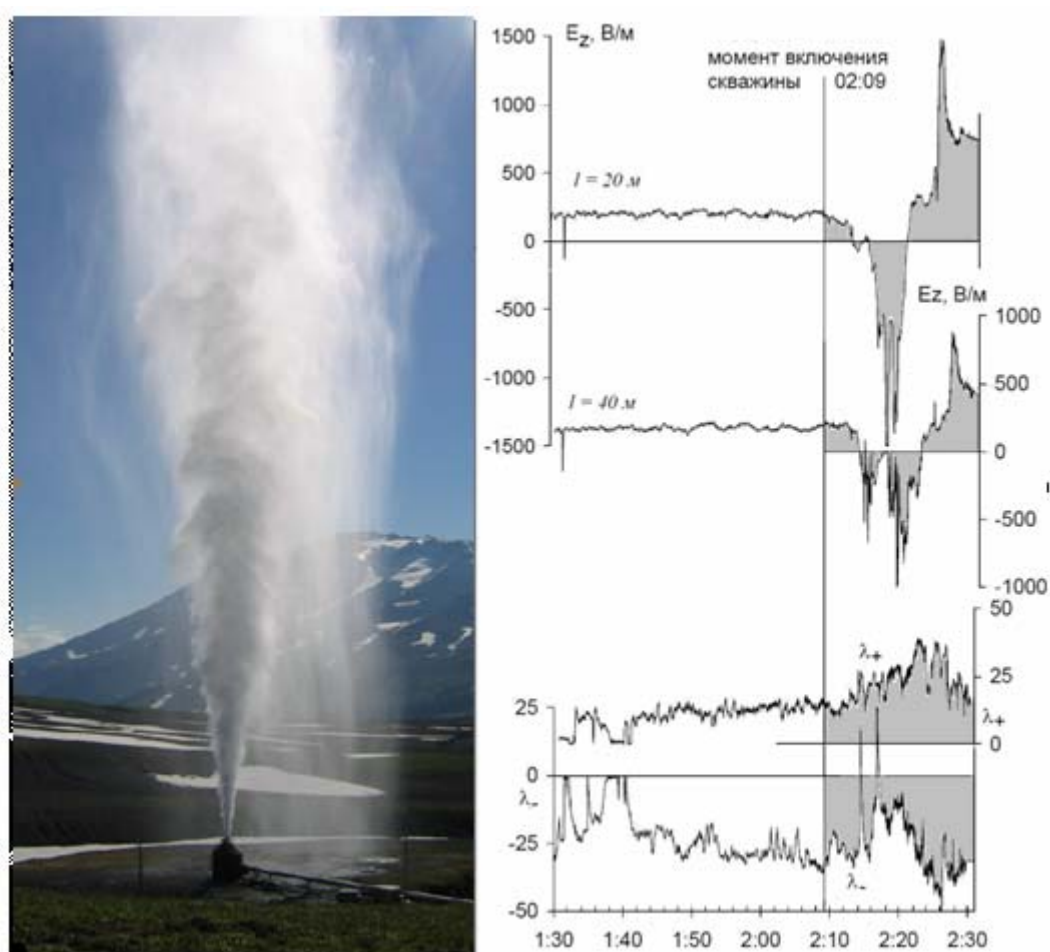 1500
E_z, В/м
момент включения
скважины 02:09
1000
500
l = 20 м
0
-500
Ez, В/м
1000
-1000
500
l = 40 м
-1500
0
-500
-1000
50
λ+
25
25
λ+
0
0
λ-
-25
λ-
-50
1:30 1:40 1:50 2:00 2:10 2:20 2:30